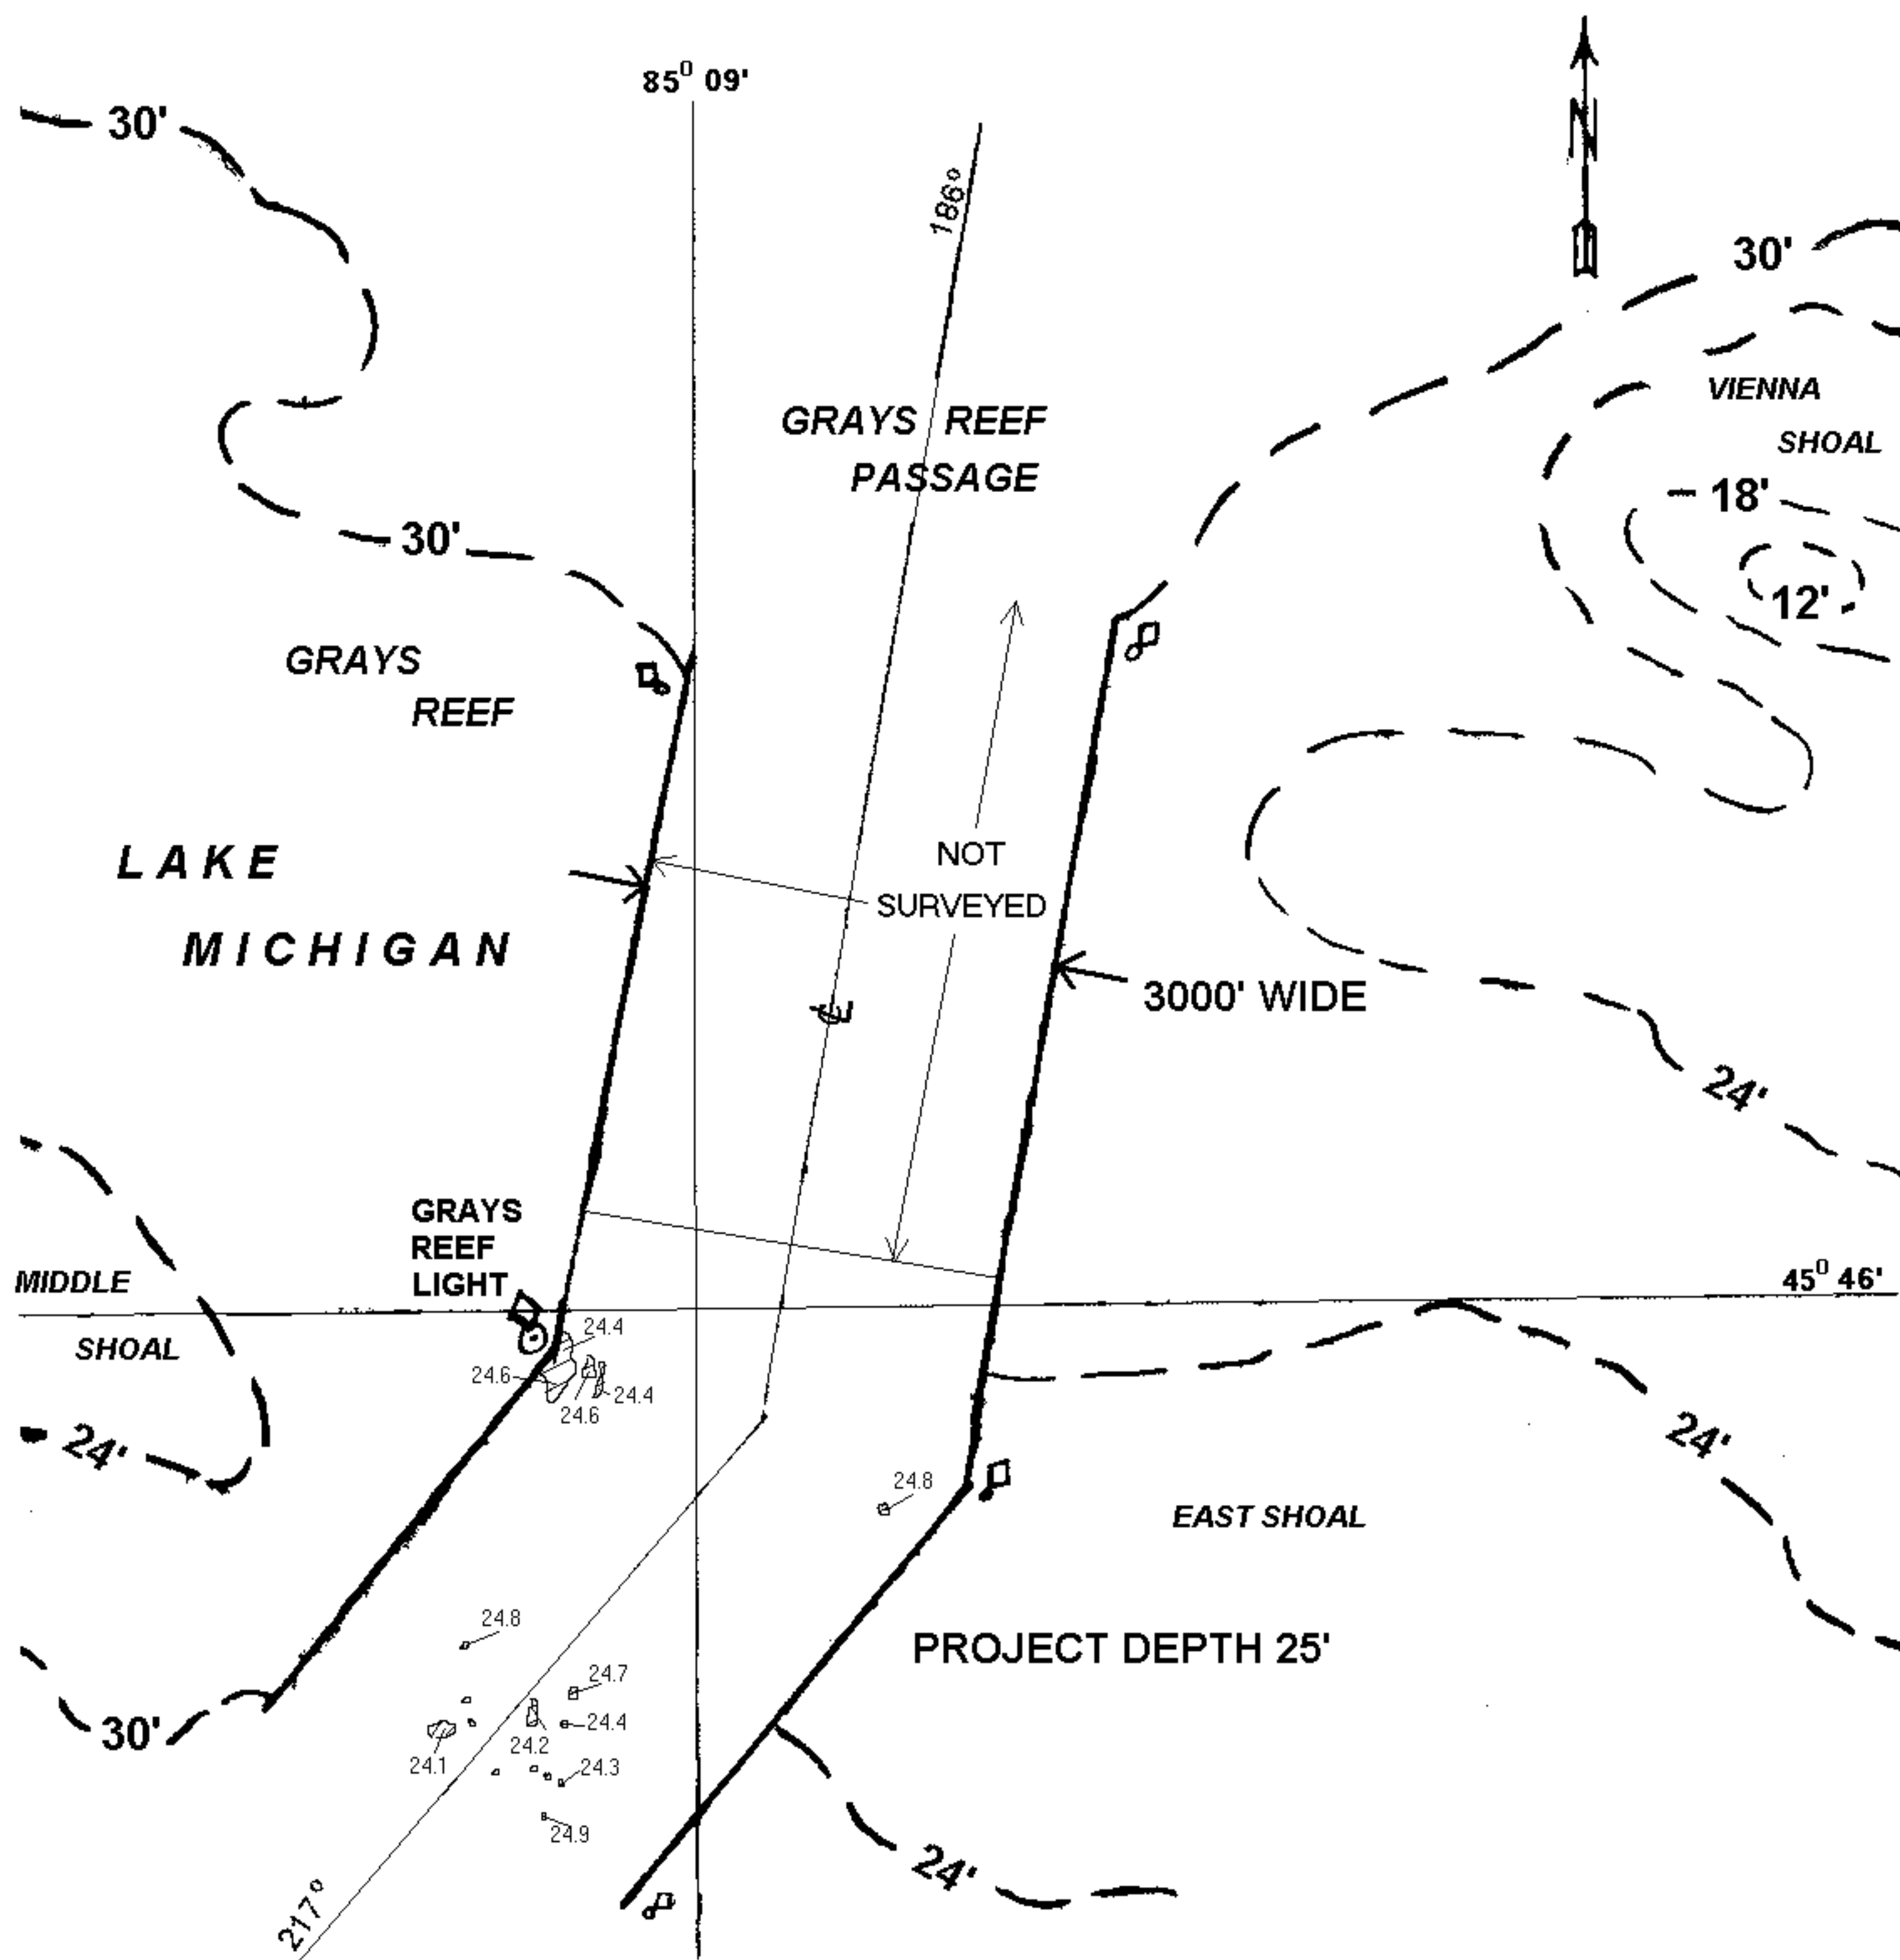 85⁰ 09'
30'
186°
N
30'
VIENNA
SHOAL
GRAYS REEF
PASSAGE
18'
30'
12'
GRAYS
REEF
NOT
SURVEYED
LAKE
MICHIGAN
3000' WIDE
℄
24'
GRAYS
REEF
LIGHT
MIDDLE
SHOAL
45⁰ 46'
24.4
24.6
24.4
24.6
24'
24'
24.8
EAST SHOAL
24.8
PROJECT DEPTH 25'
24.7
30'
24.4
24.2
24.1
24.3
24.9
24'
217°